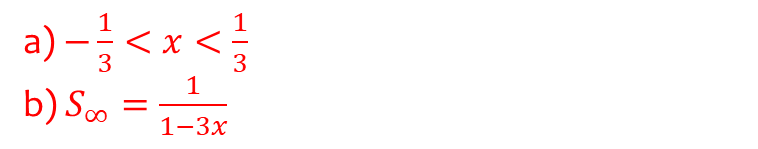 a) −1/3 < x < 1/3
b) S∞ = 1/(1−3x)